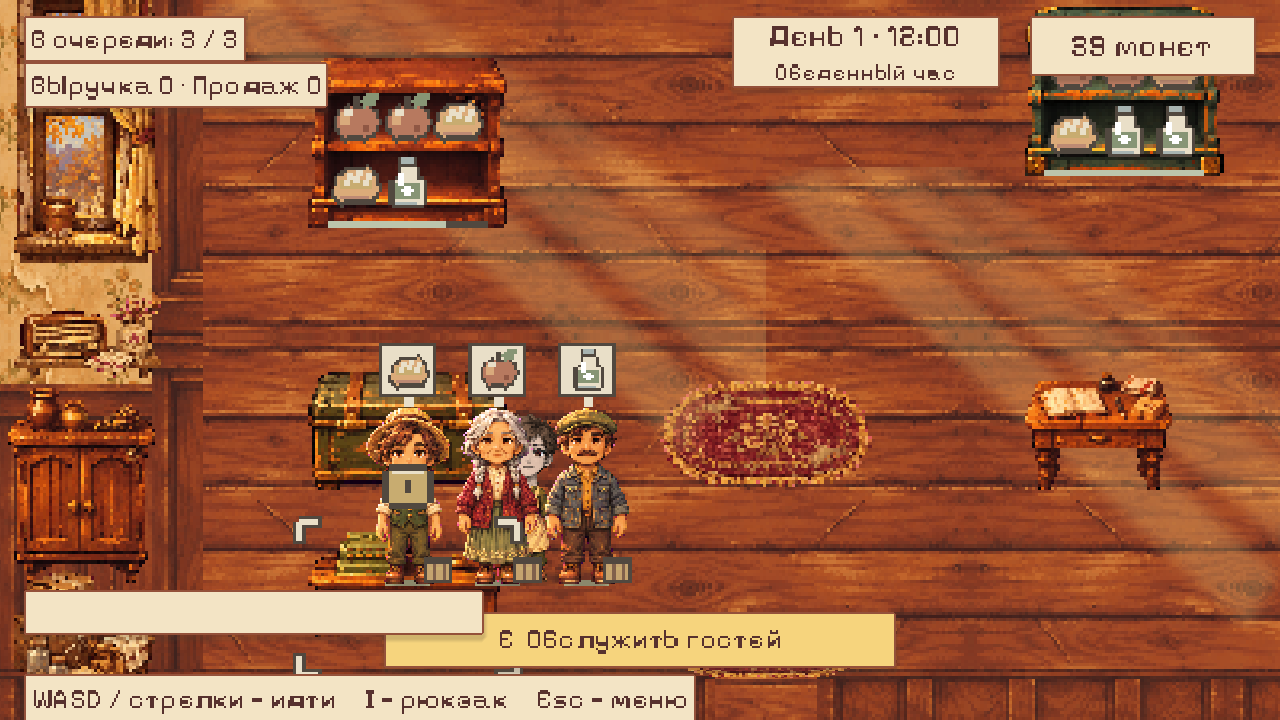 В очереди: 3 / 3
Выручка 0 · Продаж 0
День 1 · 12:00
Обеденный час
39 монет
E Обслужить гостей
WASD / стрелки - идти I - рюкзак Esc - меню